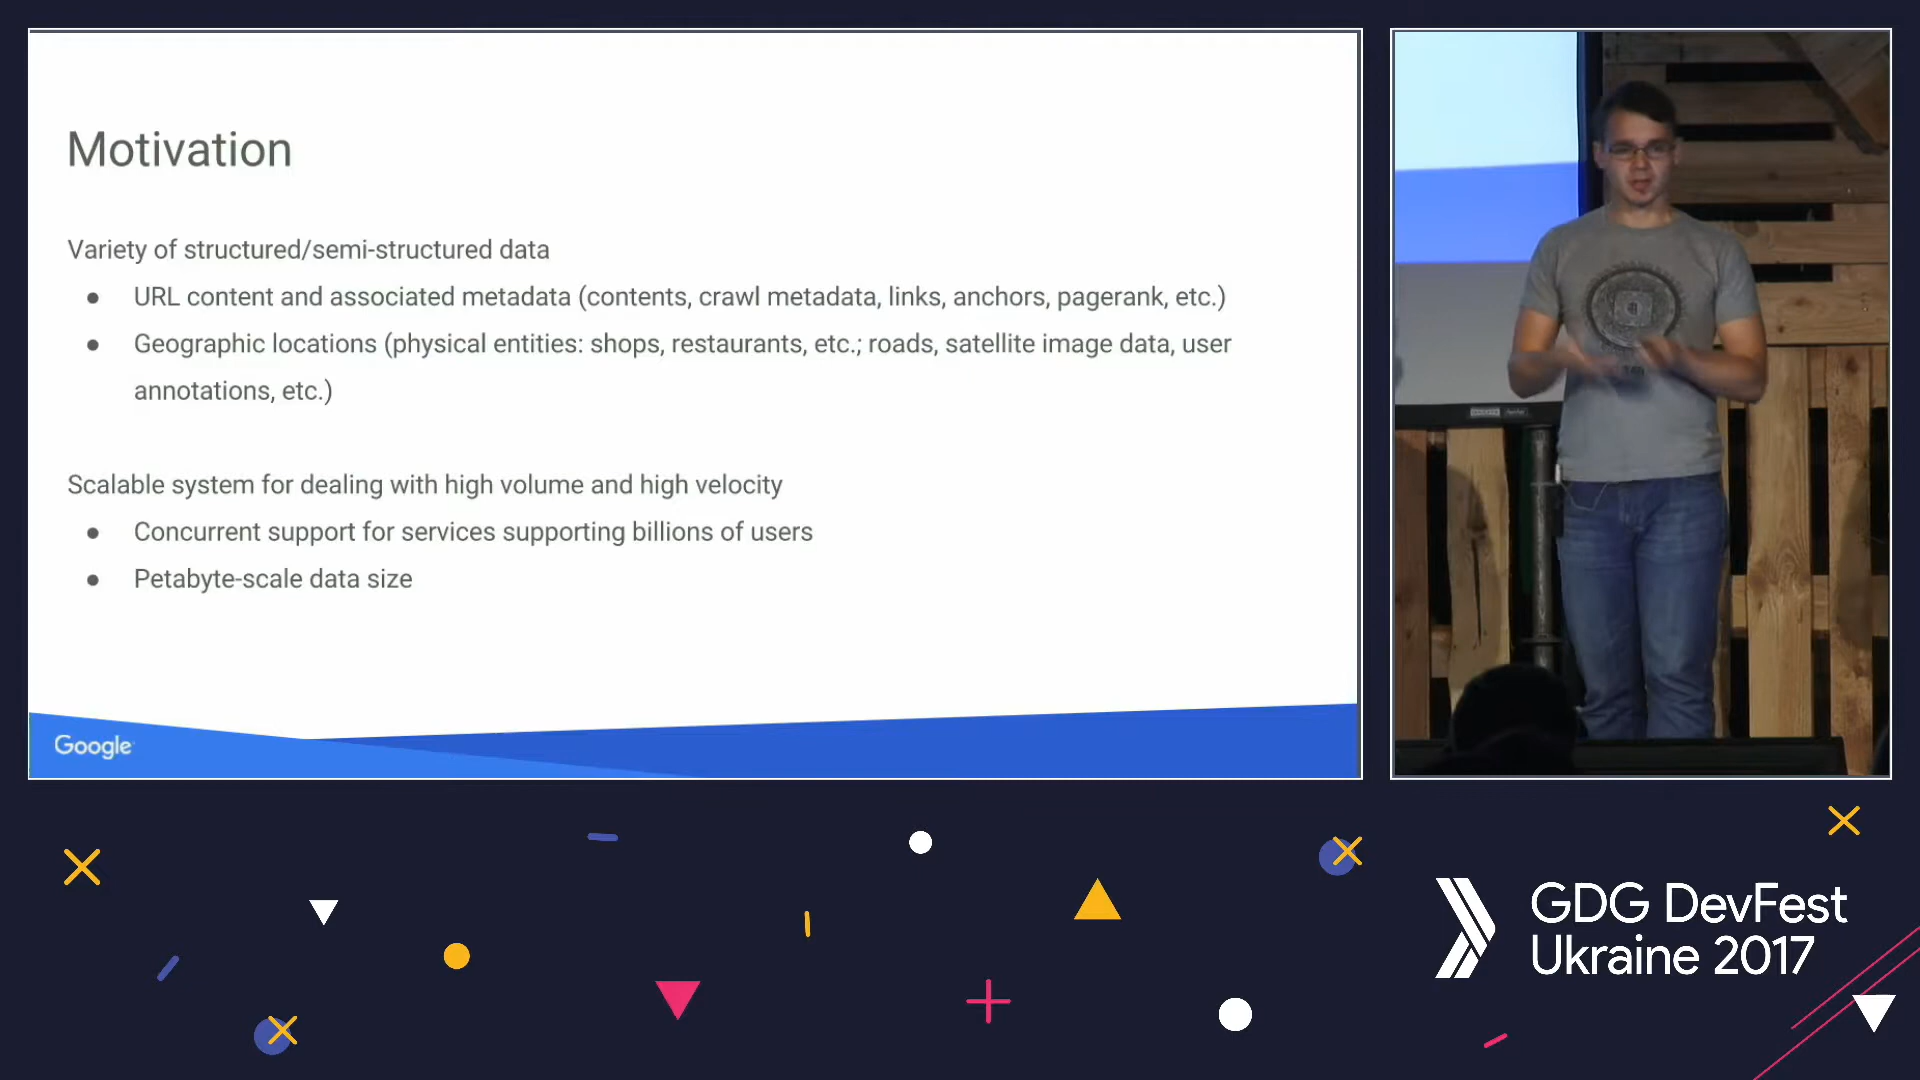 Motivation
Variety of structured/semi-structured data
● URL content and associated metadata (contents, crawl metadata, links, anchors, pagerank, etc.)
● Geographic locations (physical entities: shops, restaurants, etc.; roads, satellite image data, user
annotations, etc.)
Scalable system for dealing with high volume and high velocity
● Concurrent support for services supporting billions of users
● Petabyte-scale data size
Google
GDG DevFest
Ukraine 2017